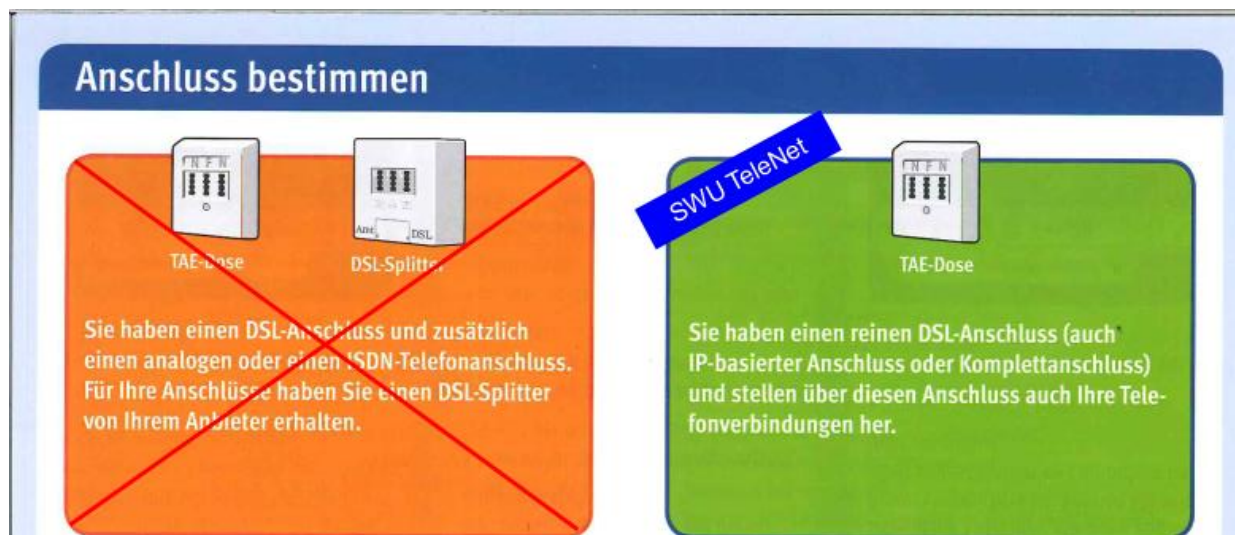 Anschluss bestimmen
N F N
TAE-Dose
Amt
DSL
DSL-Splitter
Sie haben einen DSL-Anschluss und zusätzlich
einen analogen oder einen ISDN-Telefonanschluss.
Für Ihre Anschlüsse haben Sie einen DSL-Splitter
von Ihrem Anbieter erhalten.
SWU TeleNet
N F N
TAE-Dose
Sie haben einen reinen DSL-Anschluss (auch
IP-basierter Anschluss oder Komplettanschluss)
und stellen über diesen Anschluss auch Ihre Tele-
fonverbindungen her.